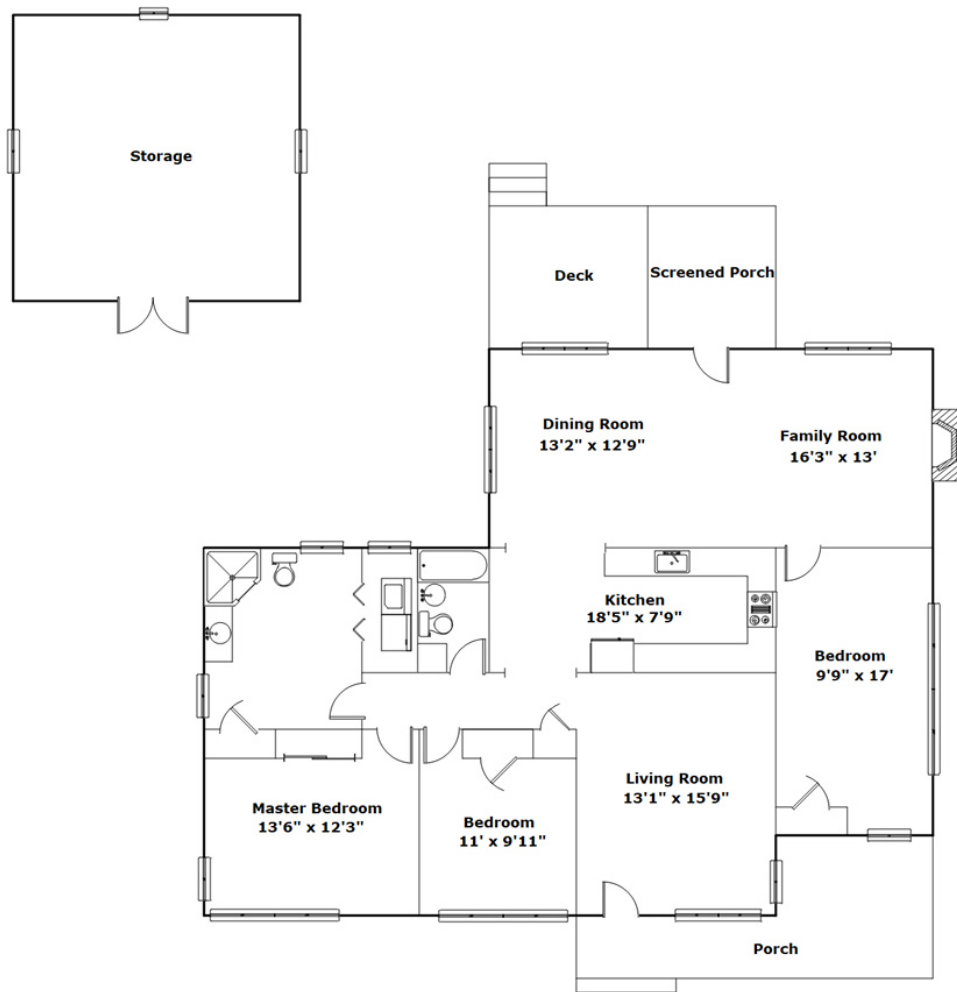 Storage
Deck
Screened Porch
Dining Room
13'2" x 12'9"
Family Room
16'3" x 13'
Kitchen
18'5" x 7'9"
Bedroom
9'9" x 17'
Living Room
13'1" x 15'9"
Master Bedroom
13'6" x 12'3"
Bedroom
11' x 9'11"
Porch